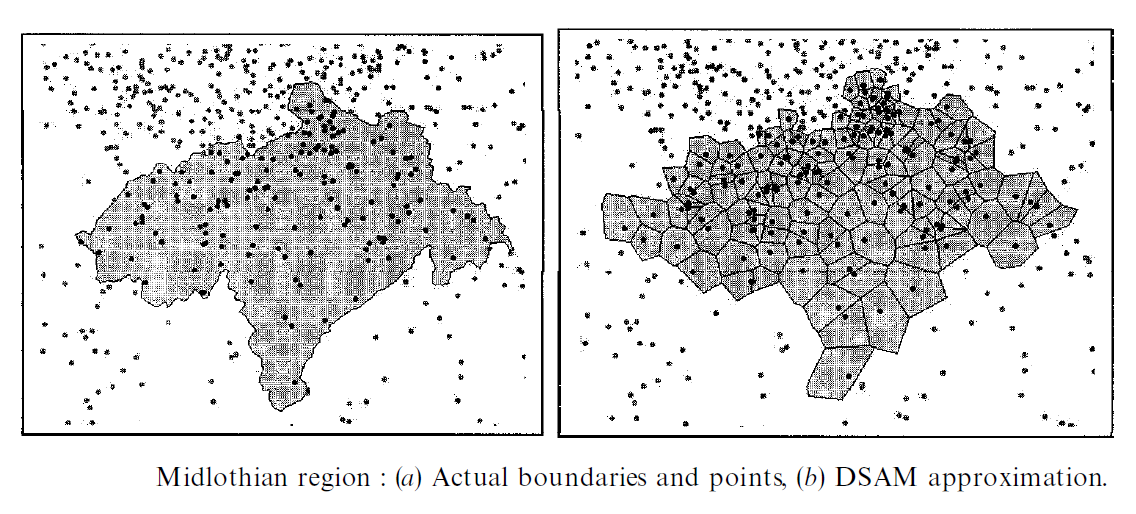 Midlothian region : (a) Actual boundaries and points, (b) DSAM approximation.